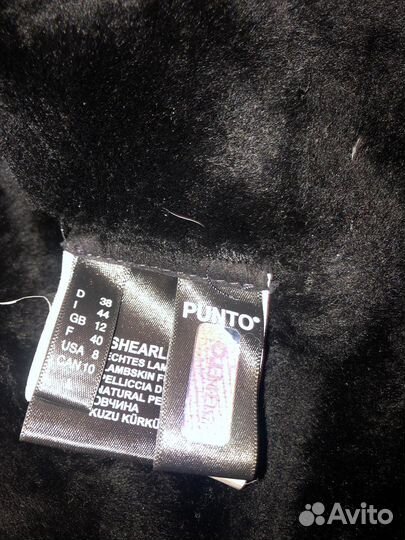 D 38
I 44
GB 12
F 40
USA 8
CAN 10
L
SHEARL
ECHTES LAM
LAMBSKIN F
PELLICCIA D
NATURAL PE
ОВЧИНА
KUZU KÜRKÜ
PUNTO
Avito